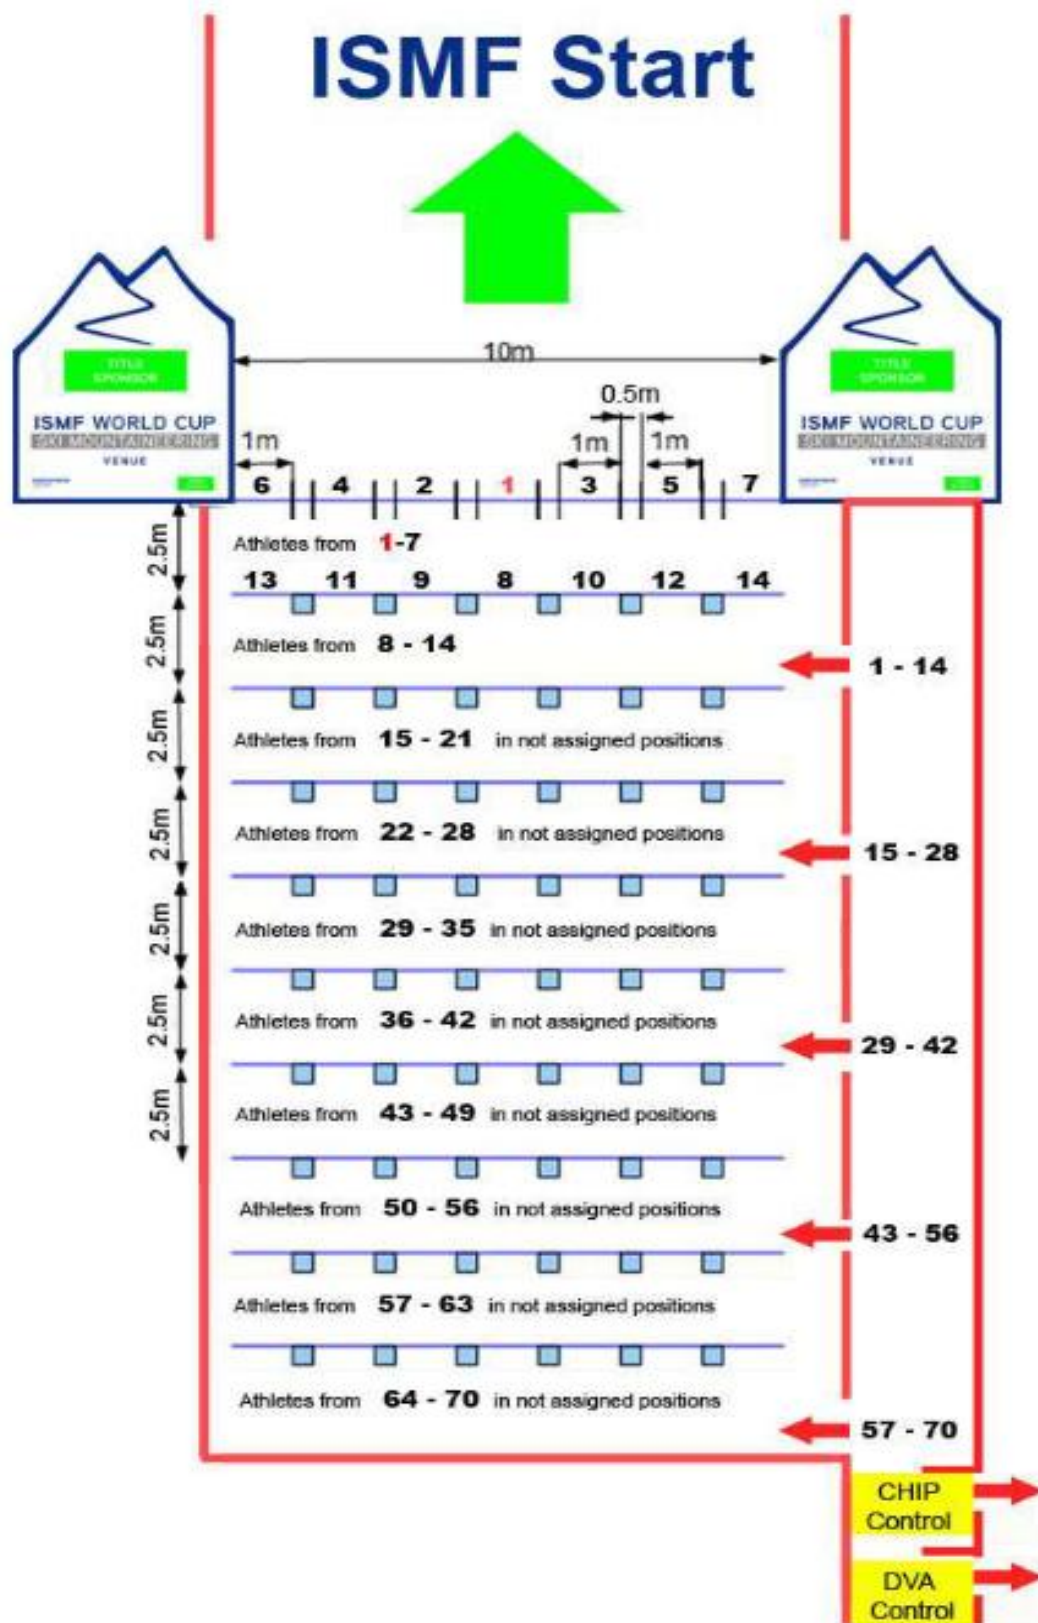 ISMF Start
10m
TITLE
SPONSOR
ISMF WORLD CUP
SKI MOUNTAINEERING
VENUE
TITLE
SPONSOR
ISMF WORLD CUP
SKI MOUNTAINEERING
VENUE
0.5m
1m 1m 1m
6 4 2 1 3 5 7
2.5m
Athletes from 1-7
13 11 9 8 10 12 14
2.5m
Athletes from 8 - 14
1 - 14
2.5m
Athletes from 15 - 21 in not assigned positions
2.5m
Athletes from 22 - 28 in not assigned positions
15 - 28
2.5m
Athletes from 29 - 35 in not assigned positions
2.5m
Athletes from 36 - 42 in not assigned positions
29 - 42
2.5m
Athletes from 43 - 49 in not assigned positions
Athletes from 50 - 56 in not assigned positions
43 - 56
Athletes from 57 - 63 in not assigned positions
Athletes from 64 - 70 in not assigned positions
57 - 70
CHIP
Control
DVA
Control